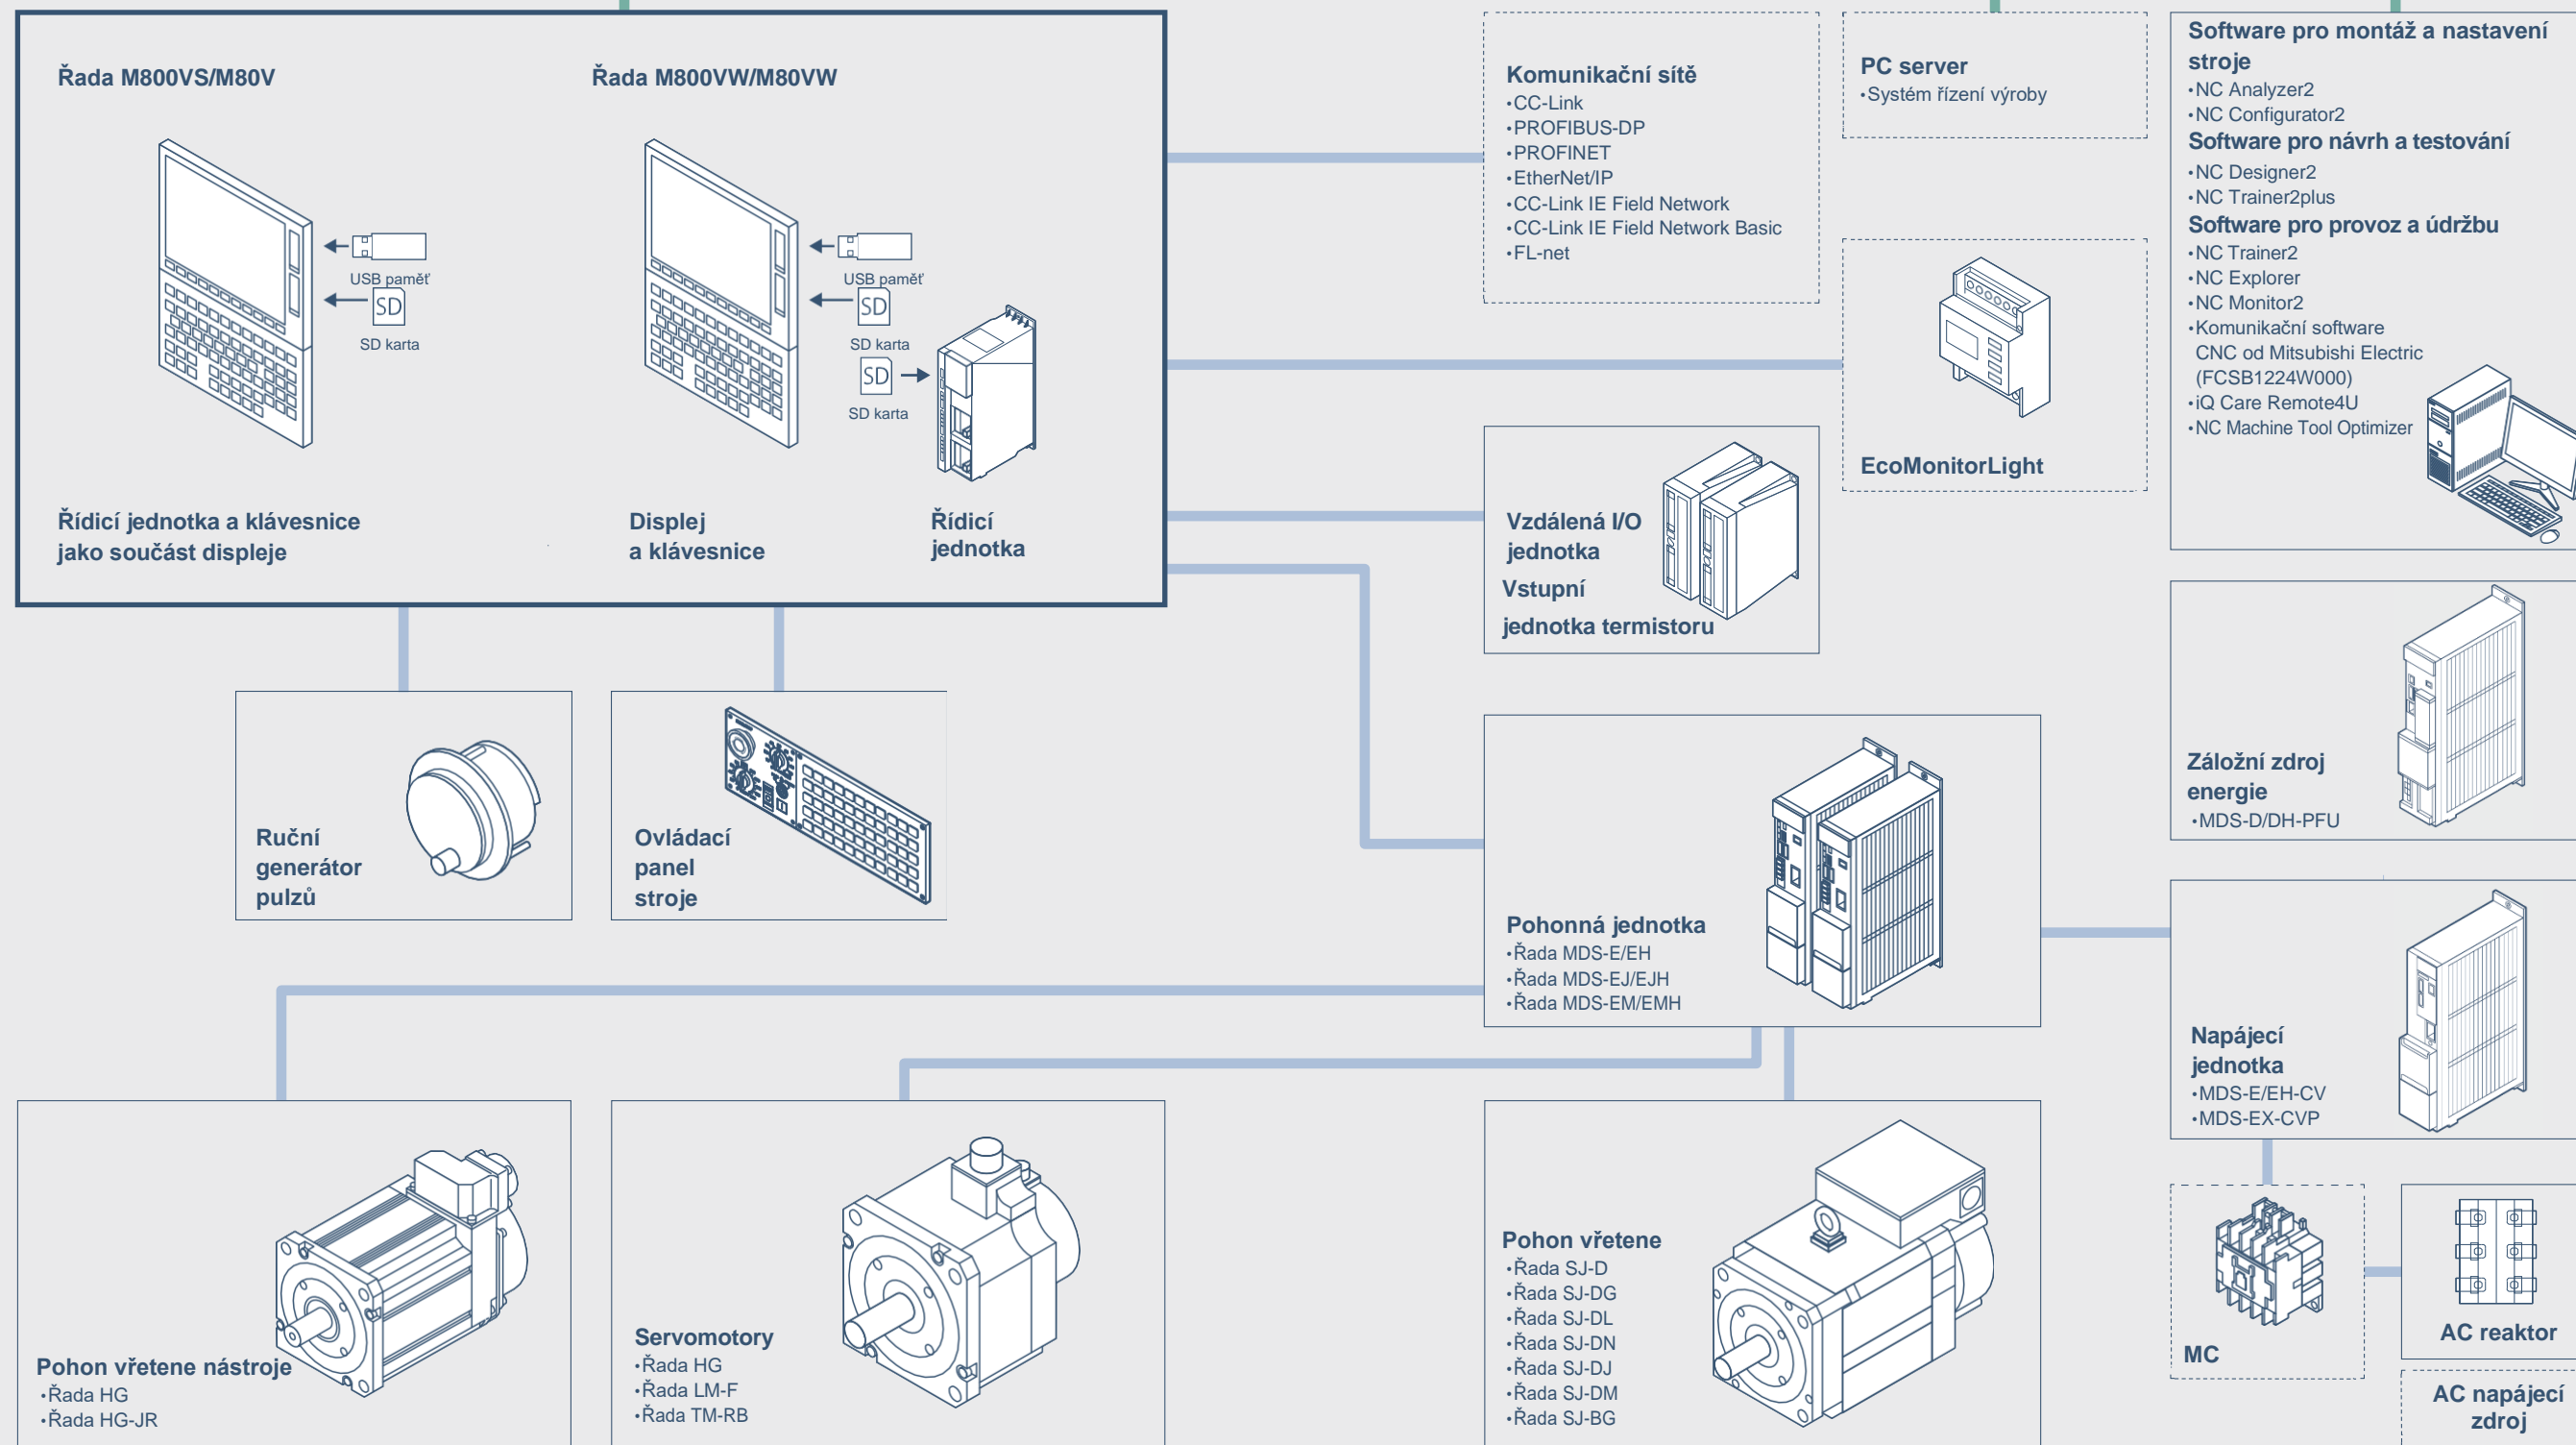 Řada M800VS/M80V
USB paměť
SD
SD karta
Řídicí jednotka a klávesnice
jako součást displeje
Řada M800VW/M80VW
USB paměť
SD
SD karta
SD
SD karta
Displej
a klávesnice
Řídicí
jednotka
Komunikační sítě
•CC-Link
•PROFIBUS-DP
•PROFINET
•EtherNet/IP
•CC-Link IE Field Network
•CC-Link IE Field Network Basic
•FL-net
PC server
•Systém řízení výroby
EcoMonitorLight
Software pro montáž a nastavení
stroje
•NC Analyzer2
•NC Configurator2
Software pro návrh a testování
•NC Designer2
•NC Trainer2plus
Software pro provoz a údržbu
•NC Trainer2
•NC Explorer
•NC Monitor2
•Komunikační software
CNC od Mitsubishi Electric
(FCSB1224W000)
•iQ Care Remote4U
•NC Machine Tool Optimizer
Vzdálená I/O
jednotka
Vstupní
jednotka termistoru
Ruční
generátor
pulzů
Ovládací
panel
stroje
Pohonná jednotka
•Řada MDS-E/EH
•Řada MDS-EJ/EJH
•Řada MDS-EM/EMH
Záložní zdroj
energie
•MDS-D/DH-PFU
Napájecí
jednotka
•MDS-E/EH-CV
•MDS-EX-CVP
Pohon vřetene nástroje
•Řada HG
•Řada HG-JR
Servomotory
•Řada HG
•Řada LM-F
•Řada TM-RB
Pohon vřetene
•Řada SJ-D
•Řada SJ-DG
•Řada SJ-DL
•Řada SJ-DN
•Řada SJ-DJ
•Řada SJ-DM
•Řada SJ-BG
MC
AC reaktor
AC napájecí
zdroj